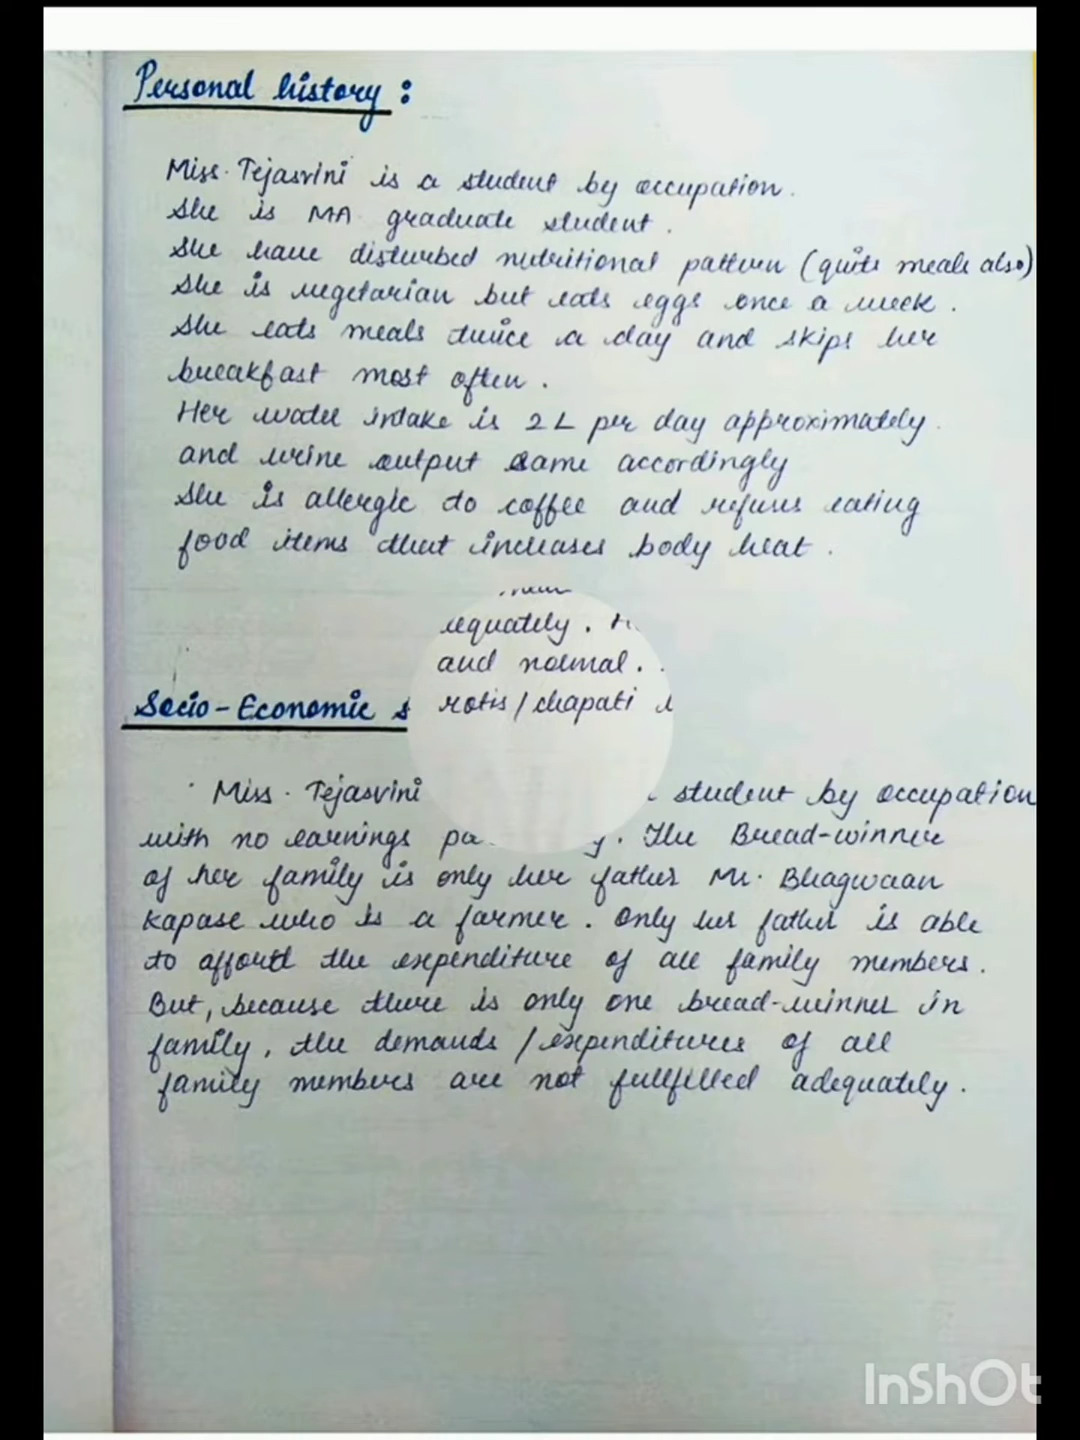 Personal history :
Miss. Tejasvini is a student by occupation.
She is MA graduate student.
She have disturbed nutritional pattern (quits meals also)
She is vegetarian but eats eggs once a week.
She eats meals twice a day and skips her
breakfast most often.
Her water intake is 2 L per day approximately
and urine output same accordingly
She is allergic to coffee and refuses eating
food items that increases body heat.
equately.
and normal.
Socio-Economic s
rotis/chapati
Miss. Tejasvini student by occupation
with no earnings pa y. The Bread-winner
of her family is only her father Mr. Bhagwaan
Kapase who is a farmer. Only her father is able
to afford the expenditure of all family members.
But, because there is only one bread-winner in
family, the demands/expenditures of all
family members are not fullfilled adequately.
InShOt